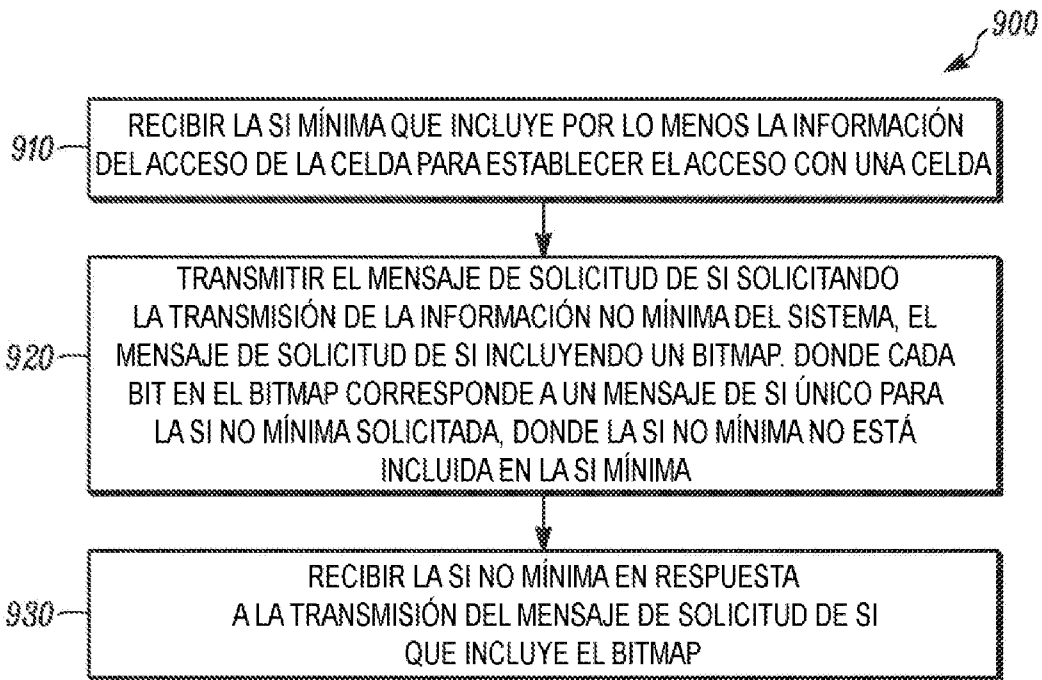 900
910
RECIBIR LA SI MÍNIMA QUE INCLUYE POR LO MENOS LA INFORMACIÓN
DEL ACCESO DE LA CELDA PARA ESTABLECER EL ACCESO CON UNA CELDA
920
TRANSMITIR EL MENSAJE DE SOLICITUD DE SI SOLICITANDO
LA TRANSMISIÓN DE LA INFORMACIÓN NO MÍNIMA DEL SISTEMA, EL
MENSAJE DE SOLICITUD DE SI INCLUYENDO UN BITMAP. DONDE CADA
BIT EN EL BITMAP CORRESPONDE A UN MENSAJE DE SI ÚNICO PARA
LA SI NO MÍNIMA SOLICITADA, DONDE LA SI NO MÍNIMA NO ESTÁ
INCLUIDA EN LA SI MÍNIMA
930
RECIBIR LA SI NO MÍNIMA EN RESPUESTA
A LA TRANSMISIÓN DEL MENSAJE DE SOLICITUD DE SI
QUE INCLUYE EL BITMAP